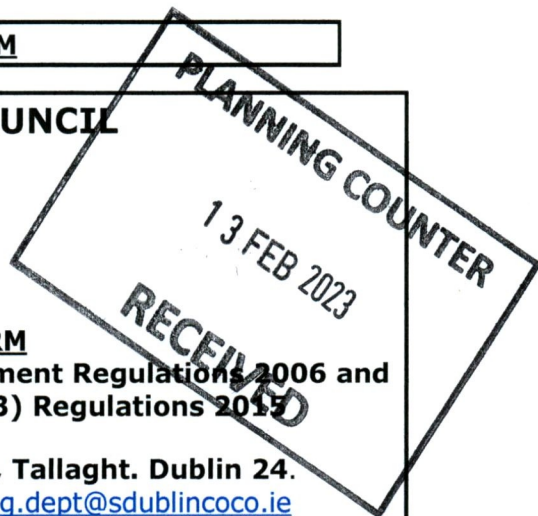 M
UNCIL
PLANNING COUNTER
13 FEB 2023
RECEIVED
RM
ment Regulations 2006 and
3) Regulations 2015
, Tallaght. Dublin 24.
g.dept@sdublincoco.ie